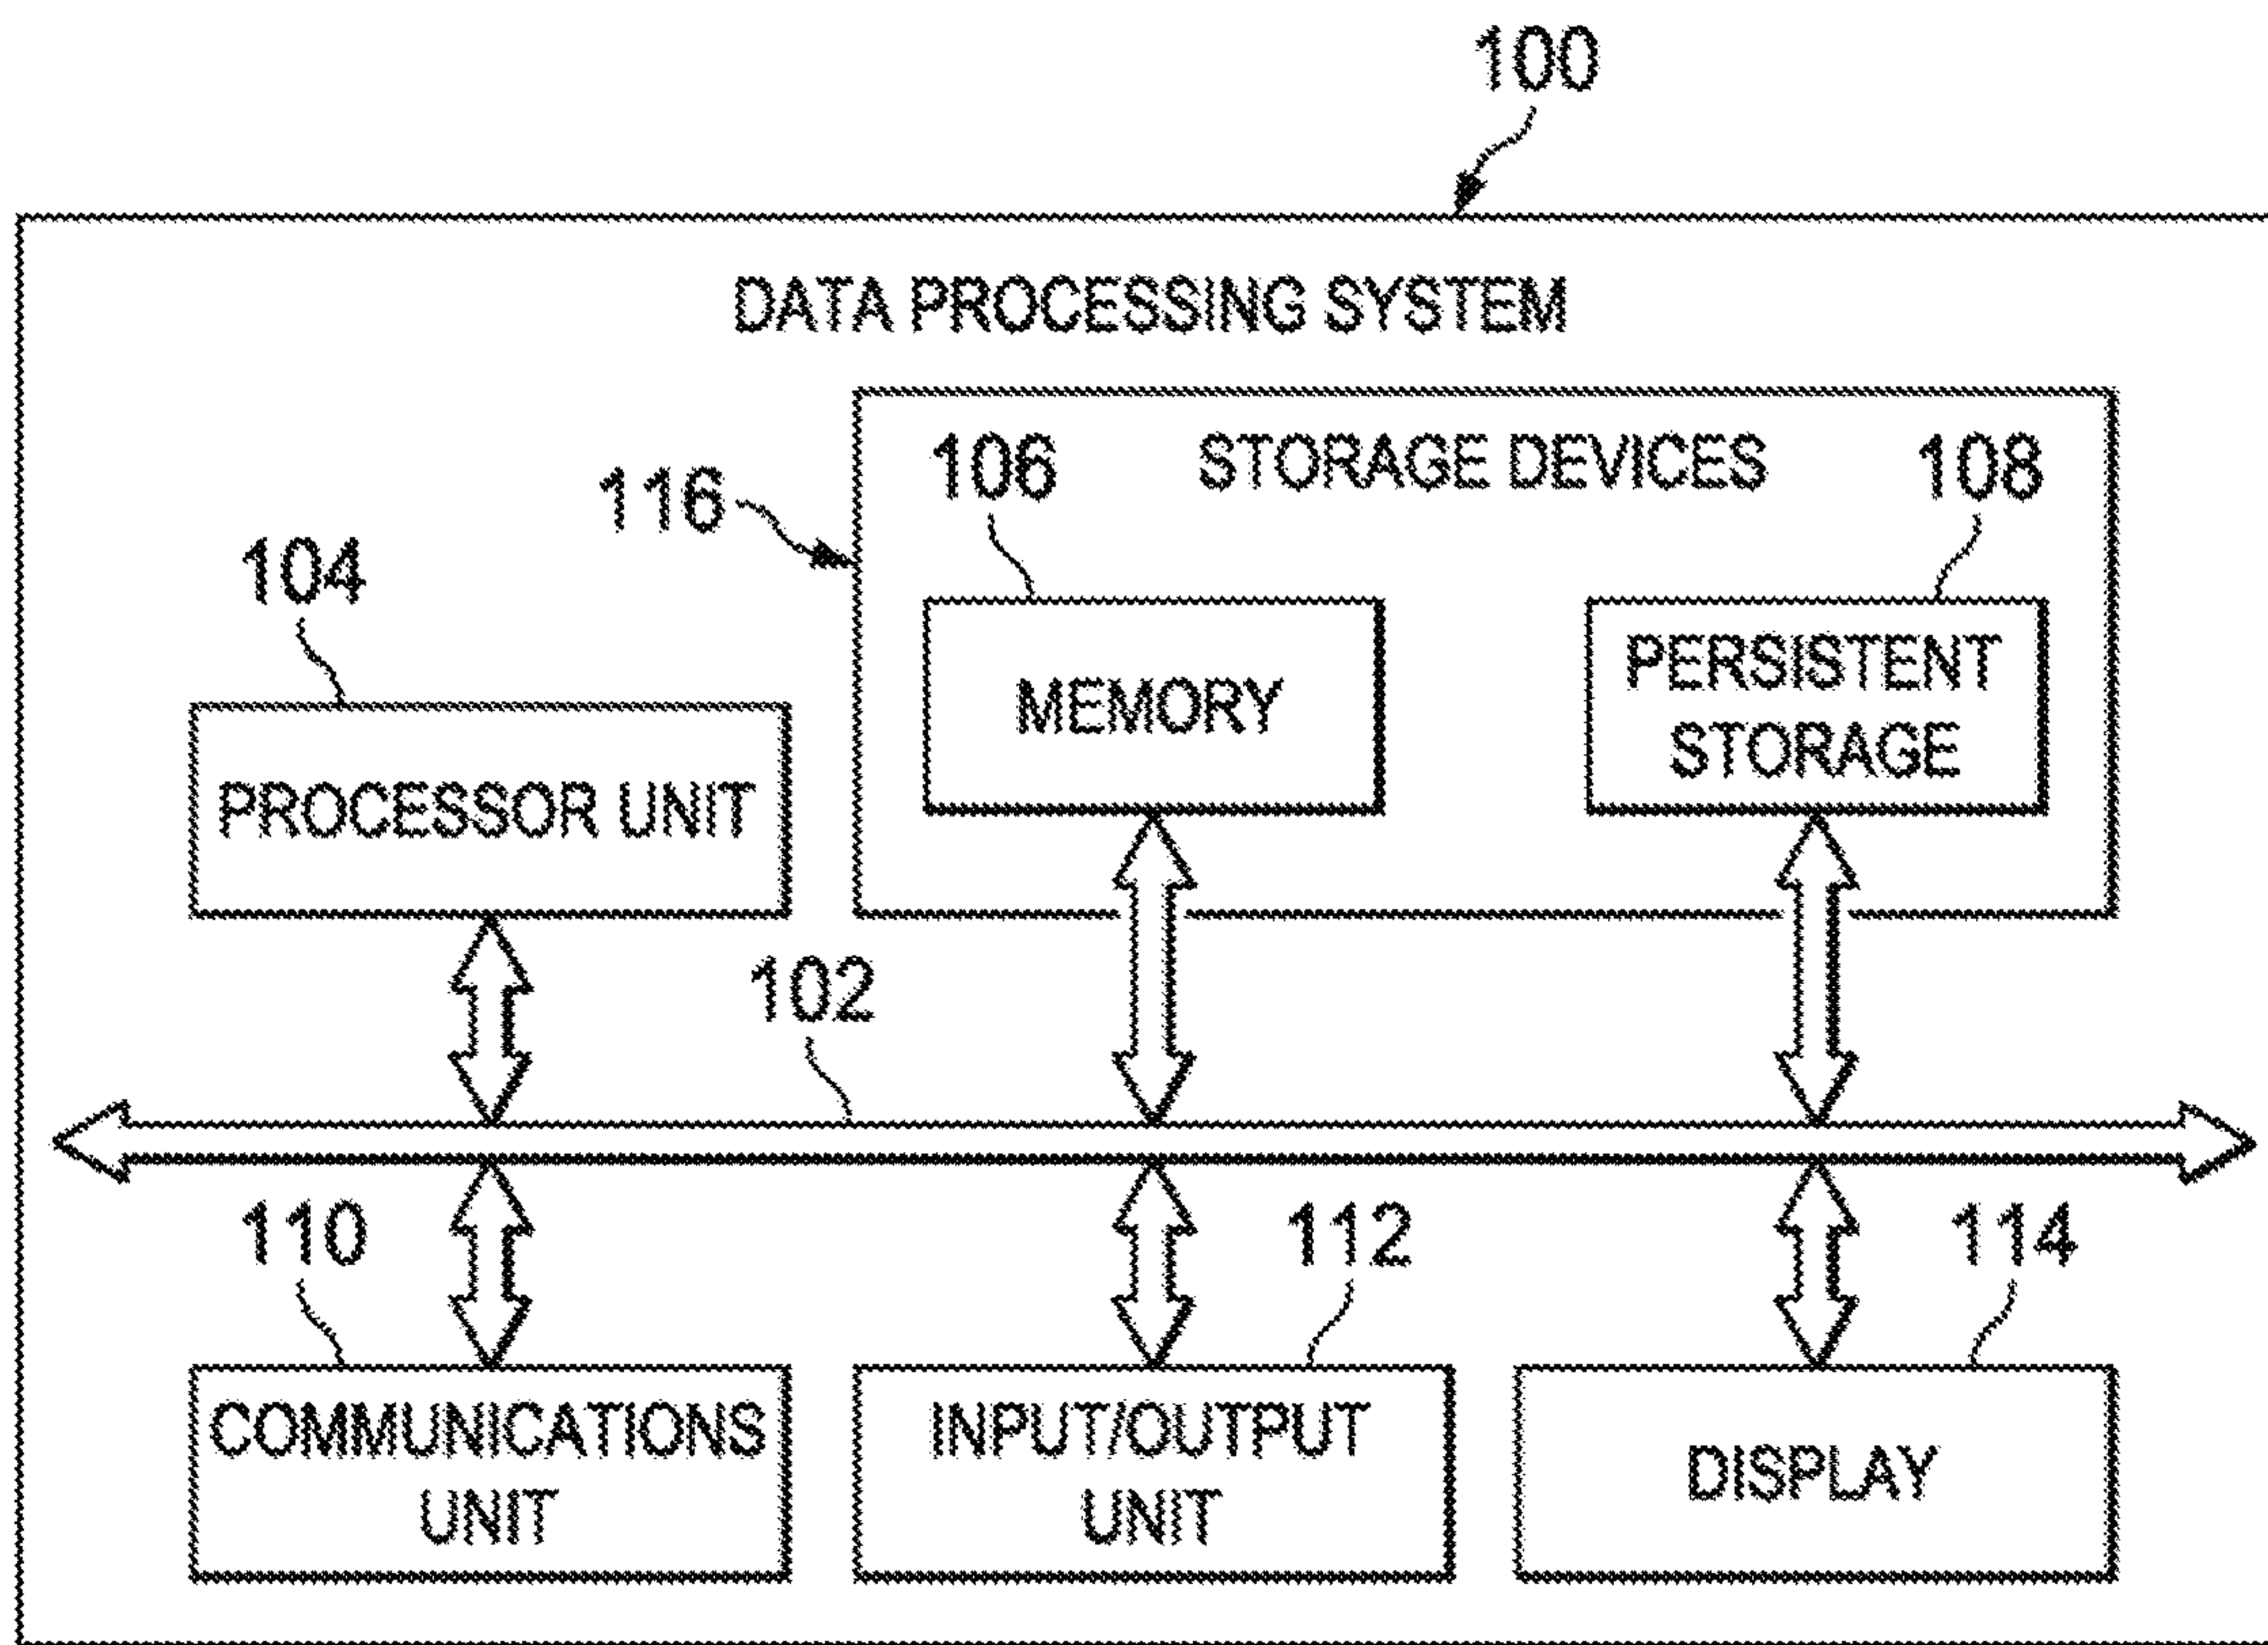 100
DATA PROCESSING SYSTEM
106
STORAGE DEVICES
108
116
104
MEMORY
PERSISTENT
STORAGE
PROCESSOR UNIT
102
110
112
114
COMMUNICATIONS
UNIT
INPUT/OUTPUT
UNIT
DISPLAY